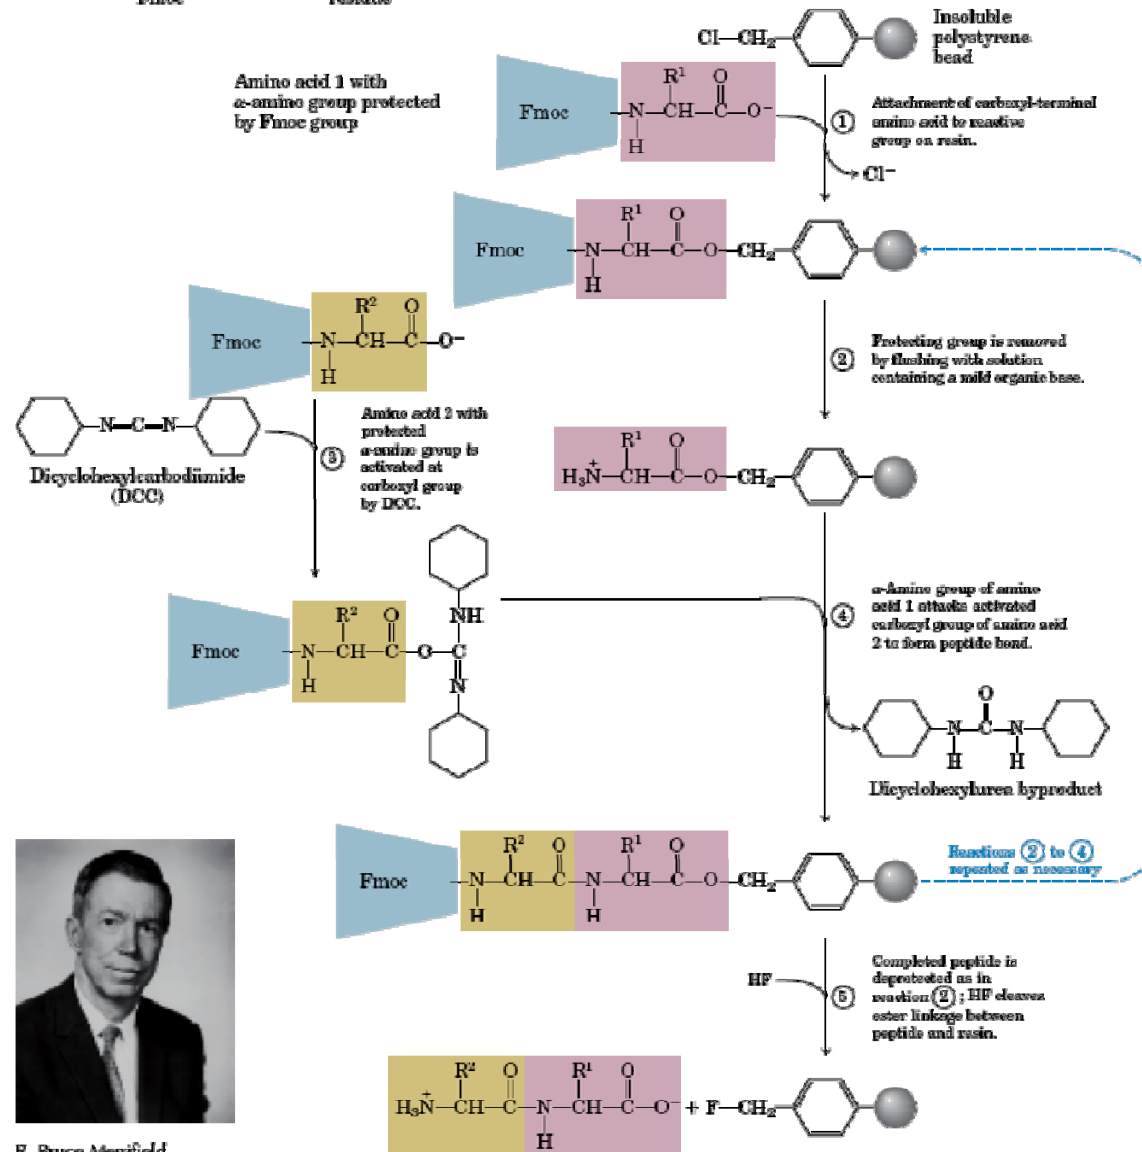 Fmoc
residue
Cl—CH₂
Insoluble
polystyrene
bead
Amino acid 1 with
α-amino group protected
by Fmoc group
Fmoc
R¹ O
—N—CH—C—O⁻
H
① Attachment of carboxyl-terminal
amino acid to reactive
group on resin.
Cl⁻
Fmoc
R¹ O
—N—CH—C—O—CH₂
H
Fmoc
R² O
—N—CH—C—O⁻
H
② Protecting group is removed
by flushing with solution
containing a mild organic base.
N=C=N
Dicyclohexylcarbodiimide
(DCC)
③ Amino acid 2 with
protected
α-amino group is
activated at
carboxyl group
by DCC.
R¹ O
H₃N⁺—CH—C—O—CH₂
Fmoc
R² O NH
—N—CH—C—O—C
H N
④ α-Amino group of amino
acid 1 attacks activated
carboxyl group of amino acid
2 to form peptide bond.
O
N—C—N
H H
Dicyclohexylurea byproduct
Fmoc
R² O R¹ O
—N—CH—C—N—CH—C—O—CH₂
H H
Reactions ② to ④
repeated as necessary
HF
⑤ Completed peptide is
deprotected as in
reaction ②; HF cleaves
ester linkage between
peptide and resin.
R² O R¹ O
H₃N⁺—CH—C—N—CH—C—O⁻ + F—CH₂
H
R. Bruce Merrifield